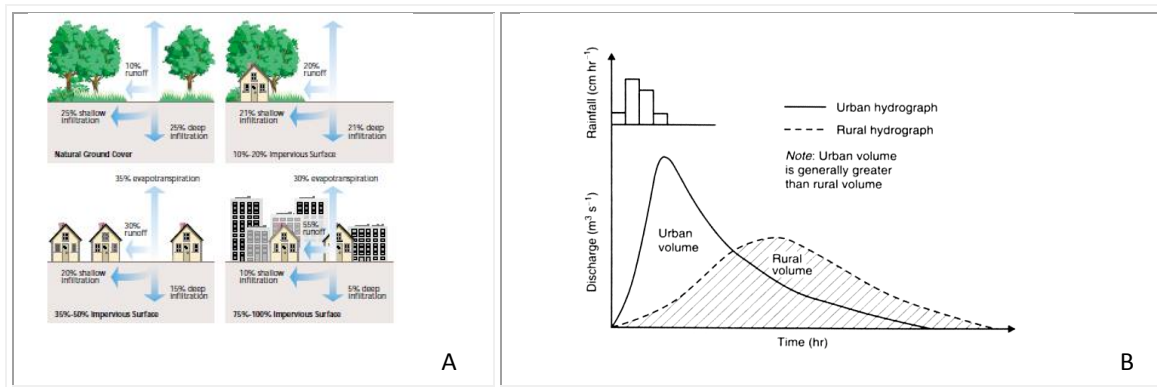 10%
runoff
25% shallow
infiltration
25% deep
infiltration
Natural Ground Cover
20%
runoff
21% shallow
infiltration
21% deep
infiltration
10%-20% Impervious Surface
35% evapotranspiration
30%
runoff
20% shallow
infiltration
15% deep
infiltration
35%-50% Impervious Surface
30% evapotranspiration
55%
runoff
10% shallow
infiltration
5% deep
infiltration
75%-100% Impervious Surface
A
Rainfall (cm hr⁻¹)
Urban hydrograph
Rural hydrograph
Note: Urban volume
is generally greater
than rural volume
Discharge (m³ s⁻¹)
Urban
volume
Rural
volume
Time (hr)
B